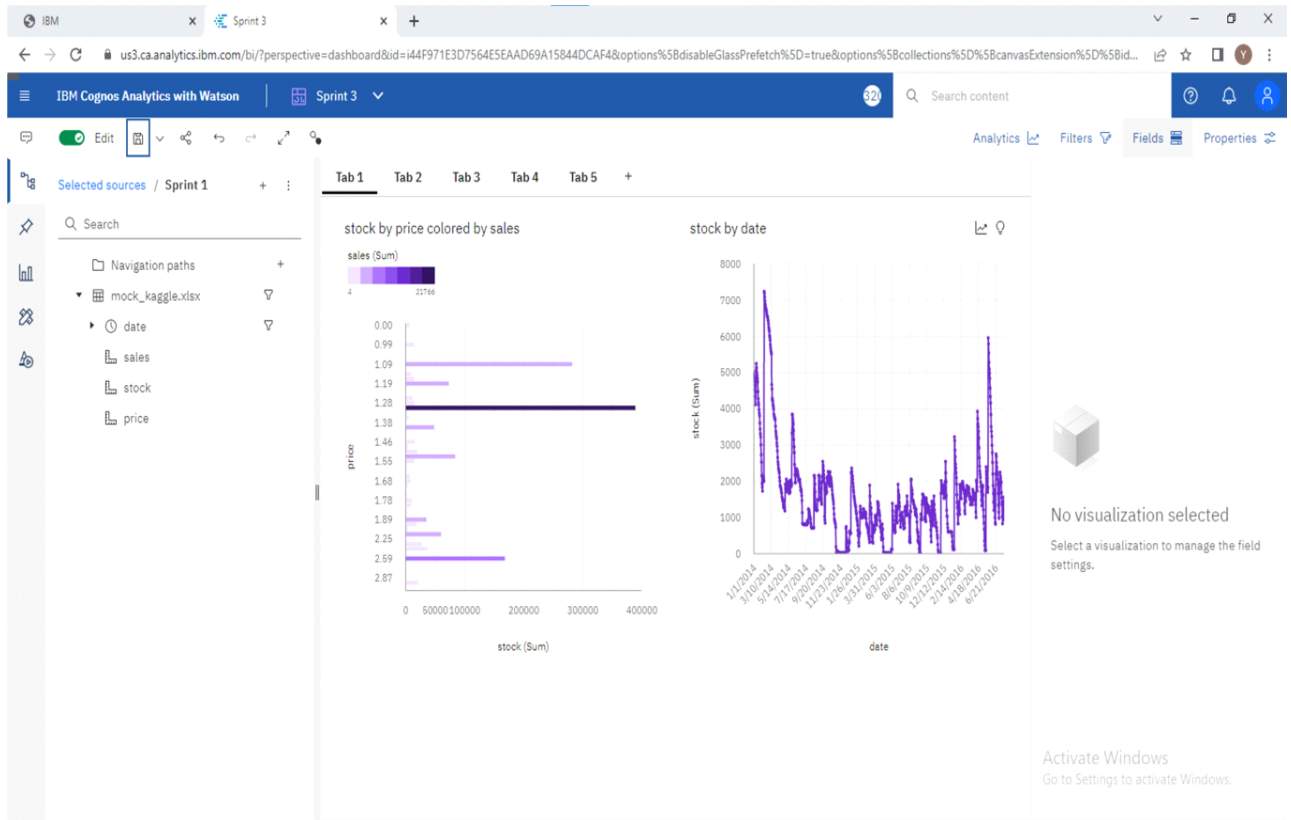 IBM
Sprint 3
us3.ca.analytics.ibm.com/bi/?perspective=dashboard&id=i44F971E3D7564E5EAAD69A15844DCAF4&options%5BdisableGlassPrefetch%5D=true&options%5Bcollections%5D%5BcanvasExtension%5D%5Bid...
Y
IBM Cognos Analytics with Watson
Sprint 3
320
Search content
Edit
Analytics
Filters
Fields
Properties
Selected sources / Sprint 1
Search
Navigation paths
mock_kaggle.xlsx
date
sales
stock
price
Tab 1 Tab 2 Tab 3 Tab 4 Tab 5
stock by price colored by sales
sales (Sum)
4 21766
price
0.00
0.99
1.09
1.19
1.28
1.38
1.46
1.55
1.68
1.78
1.89
2.25
2.59
2.87
0 50000 100000 200000 300000 400000
stock (Sum)
stock by date
stock (Sum)
8000
7000
6000
5000
4000
3000
2000
1000
0
1/1/2014 3/10/2014 5/14/2014 7/17/2014 9/20/2014 11/23/2014 1/26/2015 3/31/2015 6/3/2015 8/6/2015 10/9/2015 12/12/2015 2/14/2016 4/18/2016 6/21/2016
date
No visualization selected
Select a visualization to manage the field
settings.
Activate Windows
Go to Settings to activate Windows.